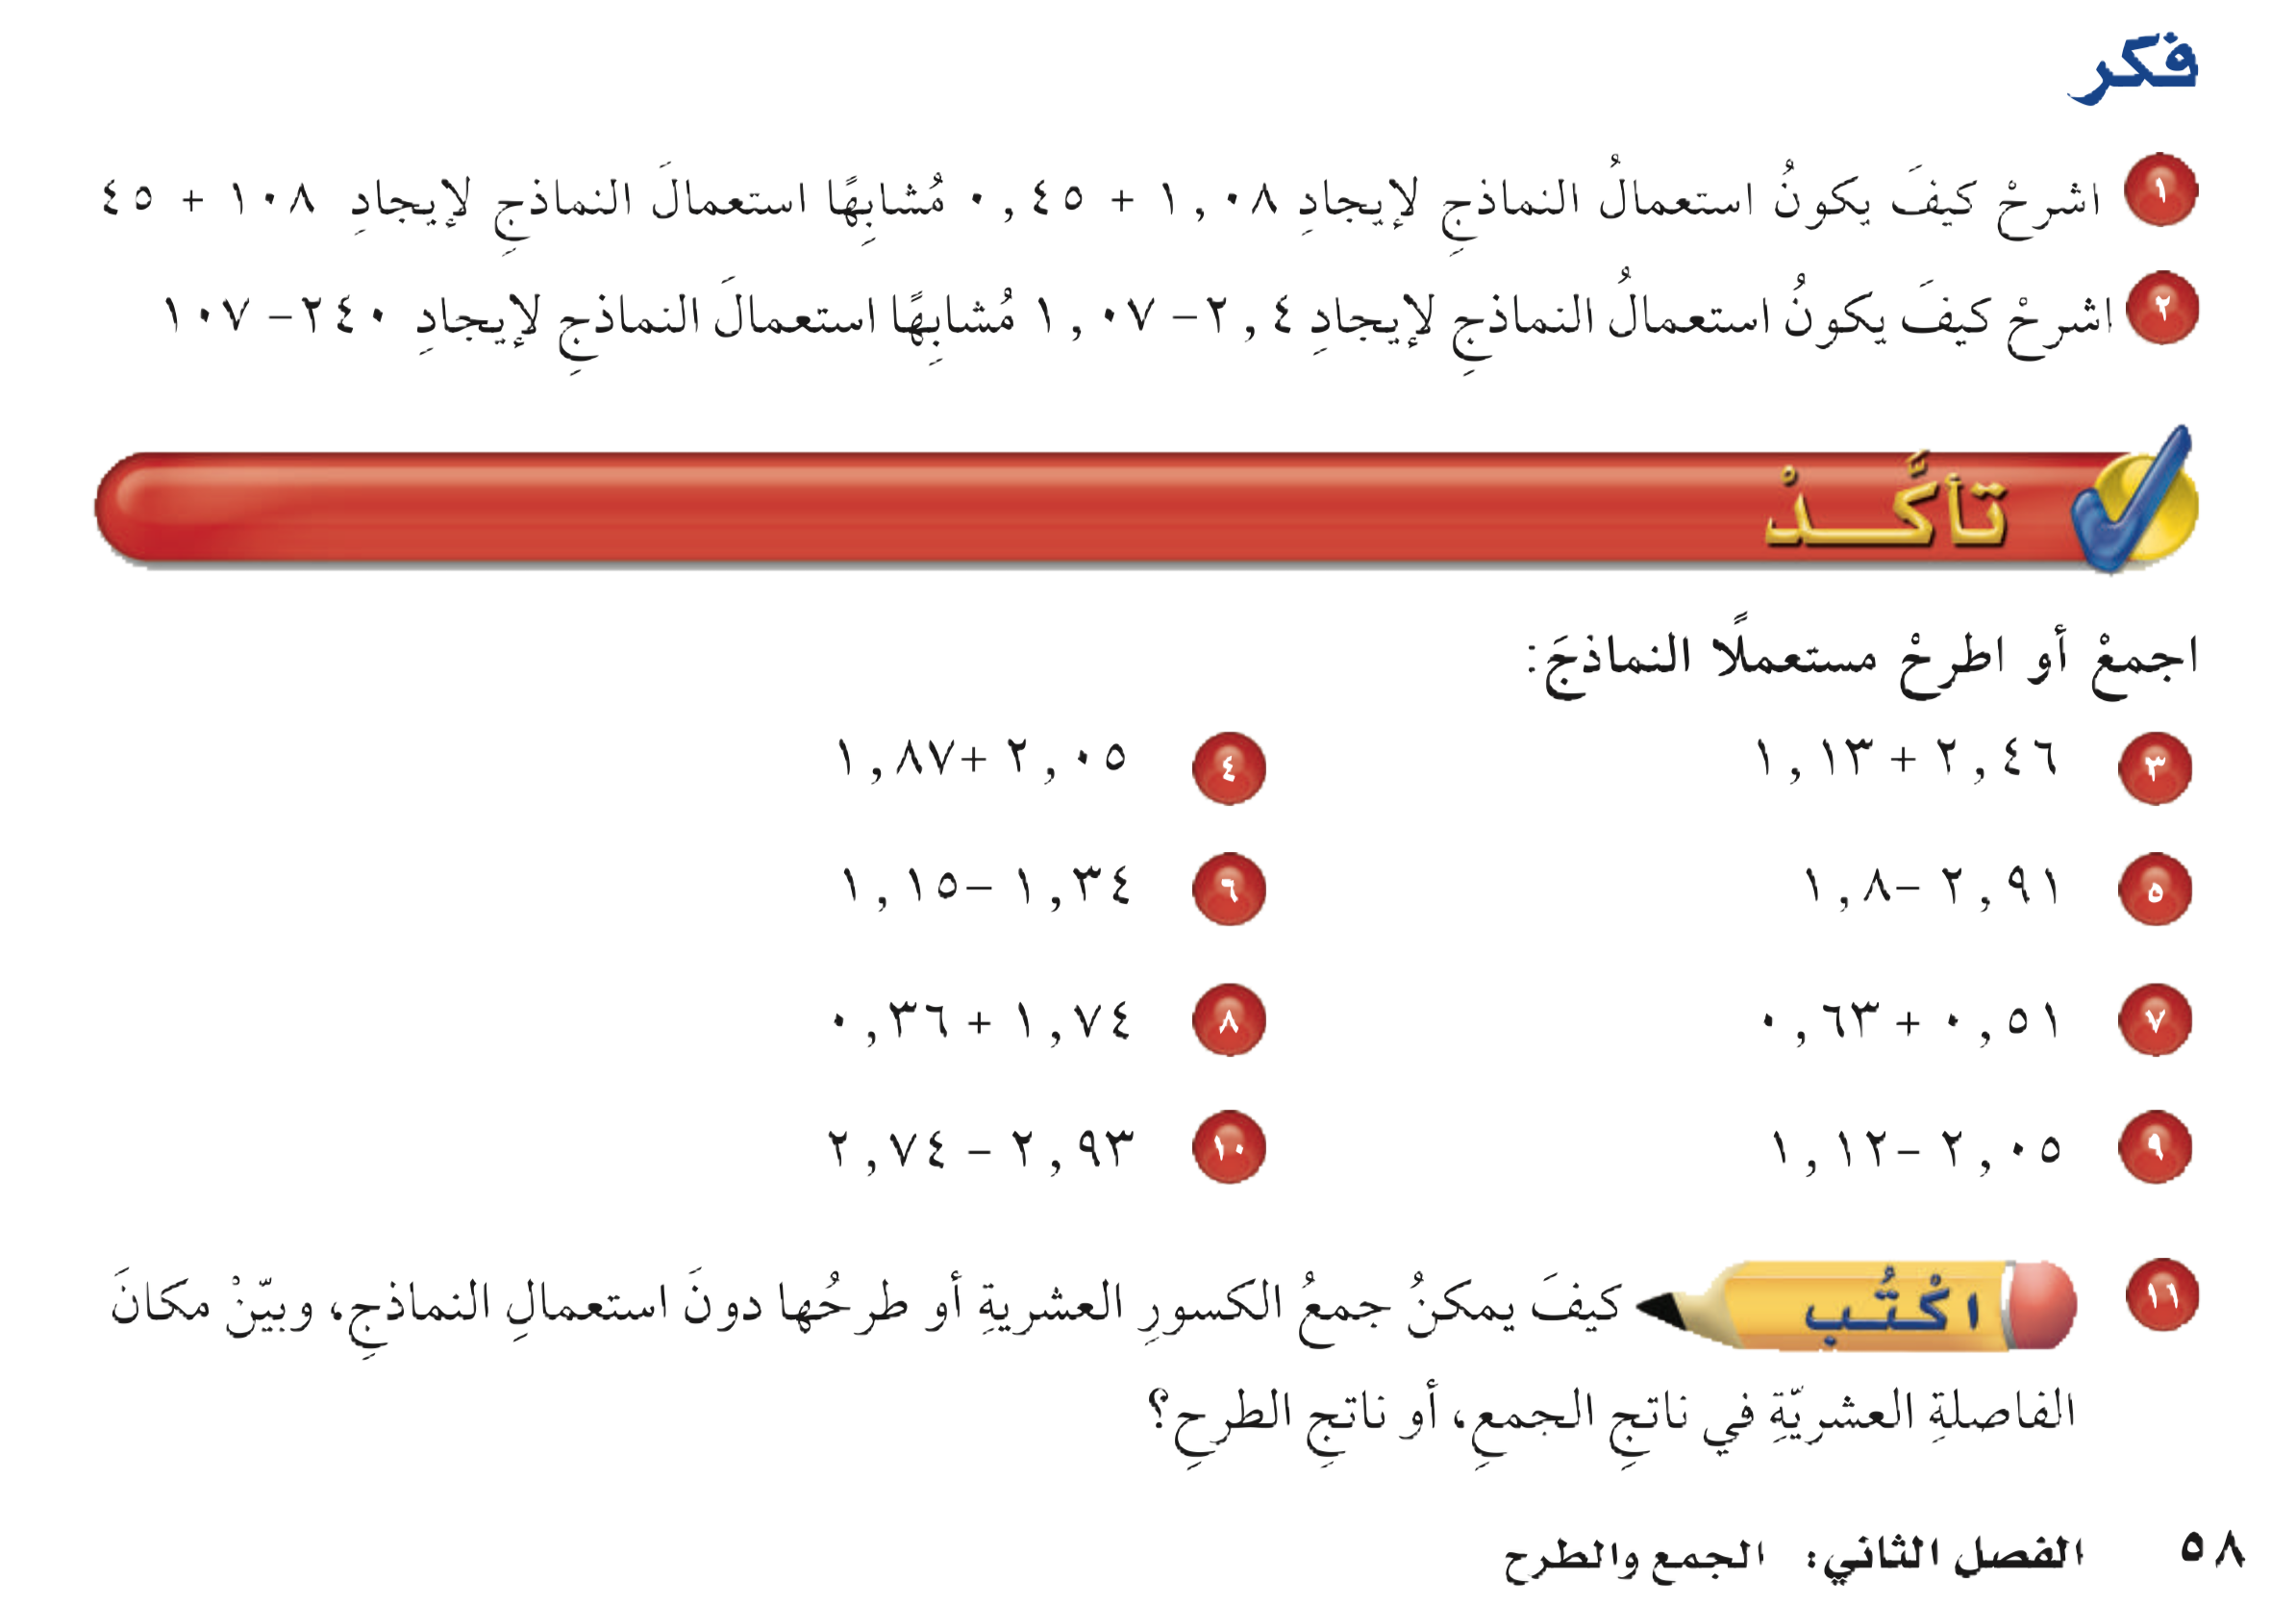 فكر
١ اشرحْ كيفَ يكونُ استعمالُ النماذجِ لإيجادِ ١,٠٨ + ٠,٤٥ مُشابِهًا استعمالَ النماذجِ لإيجادِ ١٠٨ + ٤٥
٢ اشرحْ كيفَ يكونُ استعمالُ النماذجِ لإيجادِ ٢,٤ – ١,٠٧ مُشابِهًا استعمالَ النماذجِ لإيجادِ ٢٤٠ – ١٠٧
تأكَّدْ
اجمعْ أو اطرحْ مستعملًا النماذجَ:
٣ ٢,٤٦ + ١,١٣ ٤ ٢,٠٥ + ١,٨٧
٥ ٢,٩١ – ١,٨ ٦ ١,٣٤ – ١,١٥
٧ ٠,٥١ + ٠,٦٣ ٨ ١,٧٤ + ٠,٣٦
٩ ٢,٠٥ – ١,١٢ ١٠ ٢,٩٣ – ٢,٧٤
١١ اكْتُب كيفَ يمكنُ جمعُ الكسورِ العشريةِ أو طرحُها دونَ استعمالِ النماذجِ، وبيّنْ مكانَ
الفاصلةِ العشريّةِ في ناتجِ الجمعِ، أو ناتجِ الطرحِ؟
٥٨ الفصل الثاني: الجمع والطرح